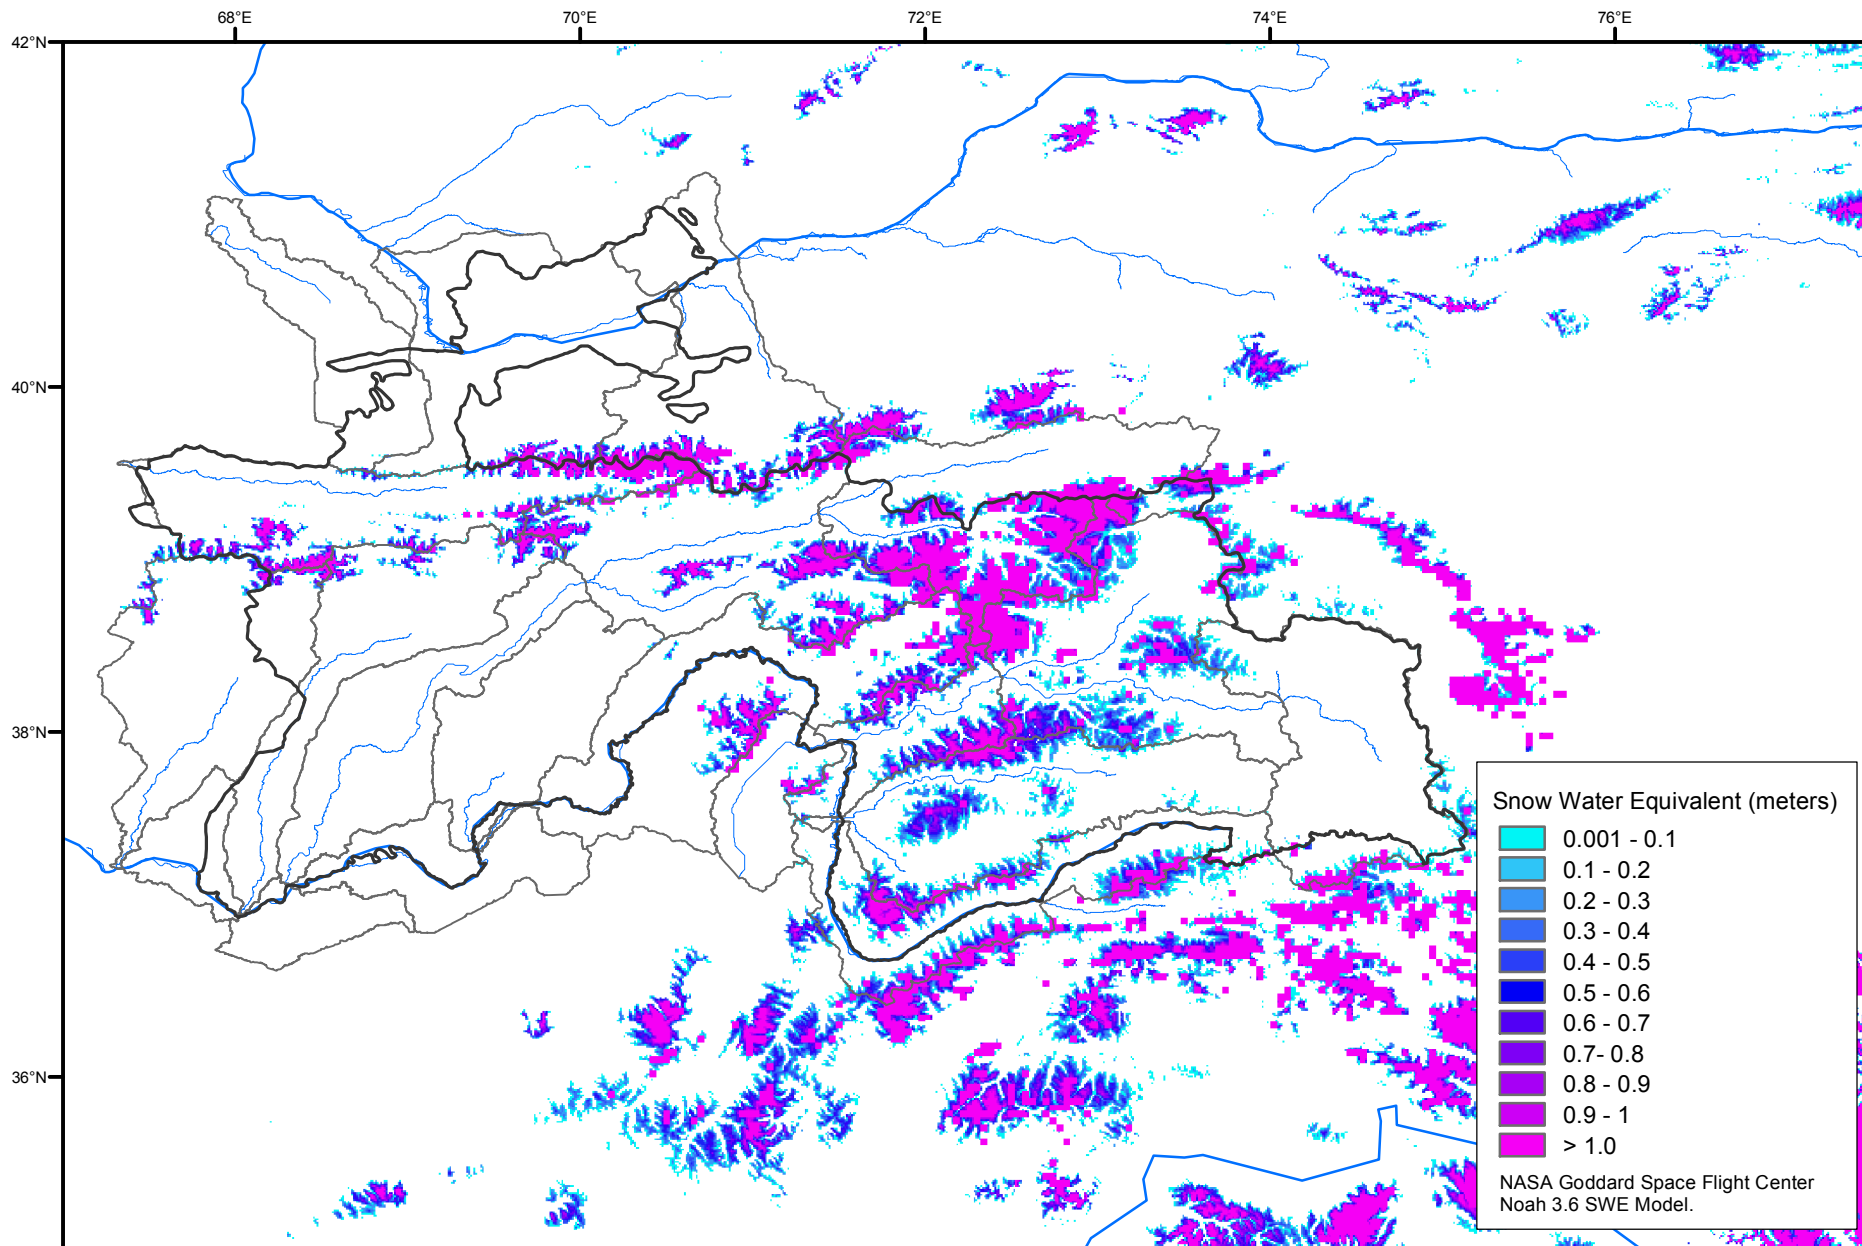 68°E 70°E 72°E 74°E 76°E
42°N
40°N
38°N
36°N
Snow Water Equivalent (meters)
0.001 - 0.1
0.1 - 0.2
0.2 - 0.3
0.3 - 0.4
0.4 - 0.5
0.5 - 0.6
0.6 - 0.7
0.7- 0.8
0.8 - 0.9
0.9 - 1
> 1.0
NASA Goddard Space Flight Center
Noah 3.6 SWE Model.